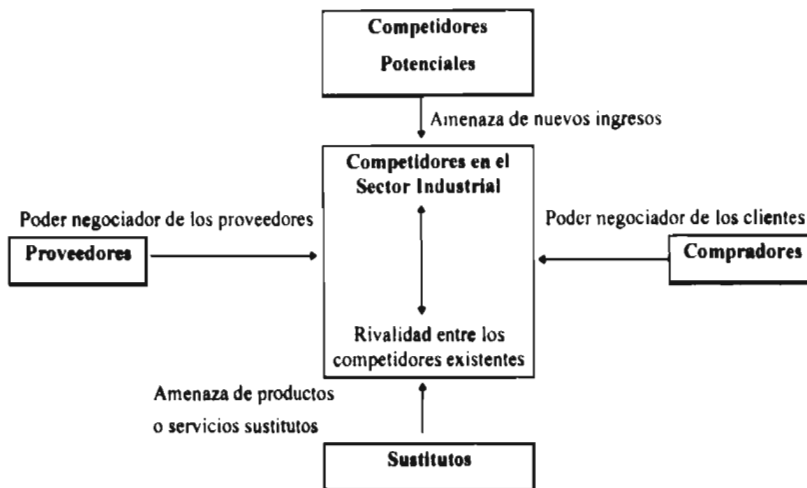 Competidores
Potenciales
Amenaza de nuevos ingresos
Competidores en el
Sector Industrial
Poder negociador de los proveedores
Proveedores
Poder negociador de los clientes
Compradores
Rivalidad entre los
competidores existentes
Amenaza de productos
o servicios sustitutos
Sustitutos